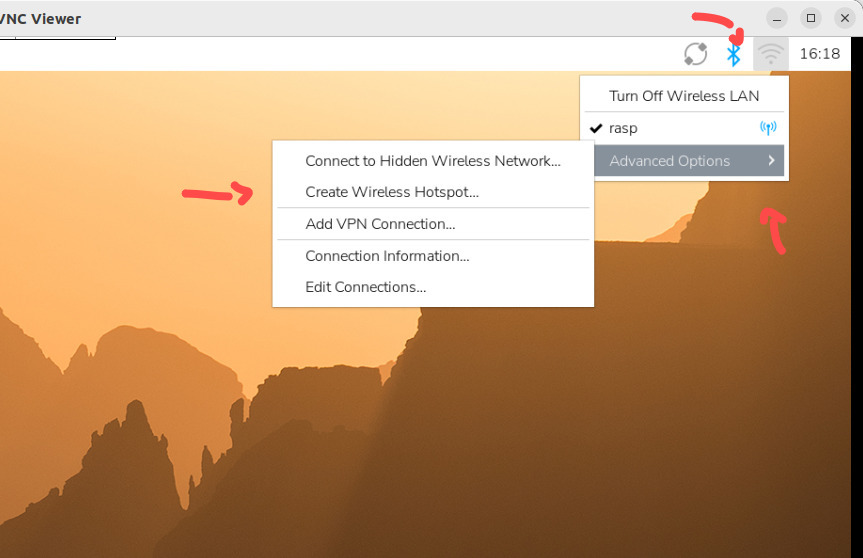 VNC Viewer
16:18
Turn Off Wireless LAN
rasp
Advanced Options
Connect to Hidden Wireless Network...
Create Wireless Hotspot...
Add VPN Connection...
Connection Information...
Edit Connections...